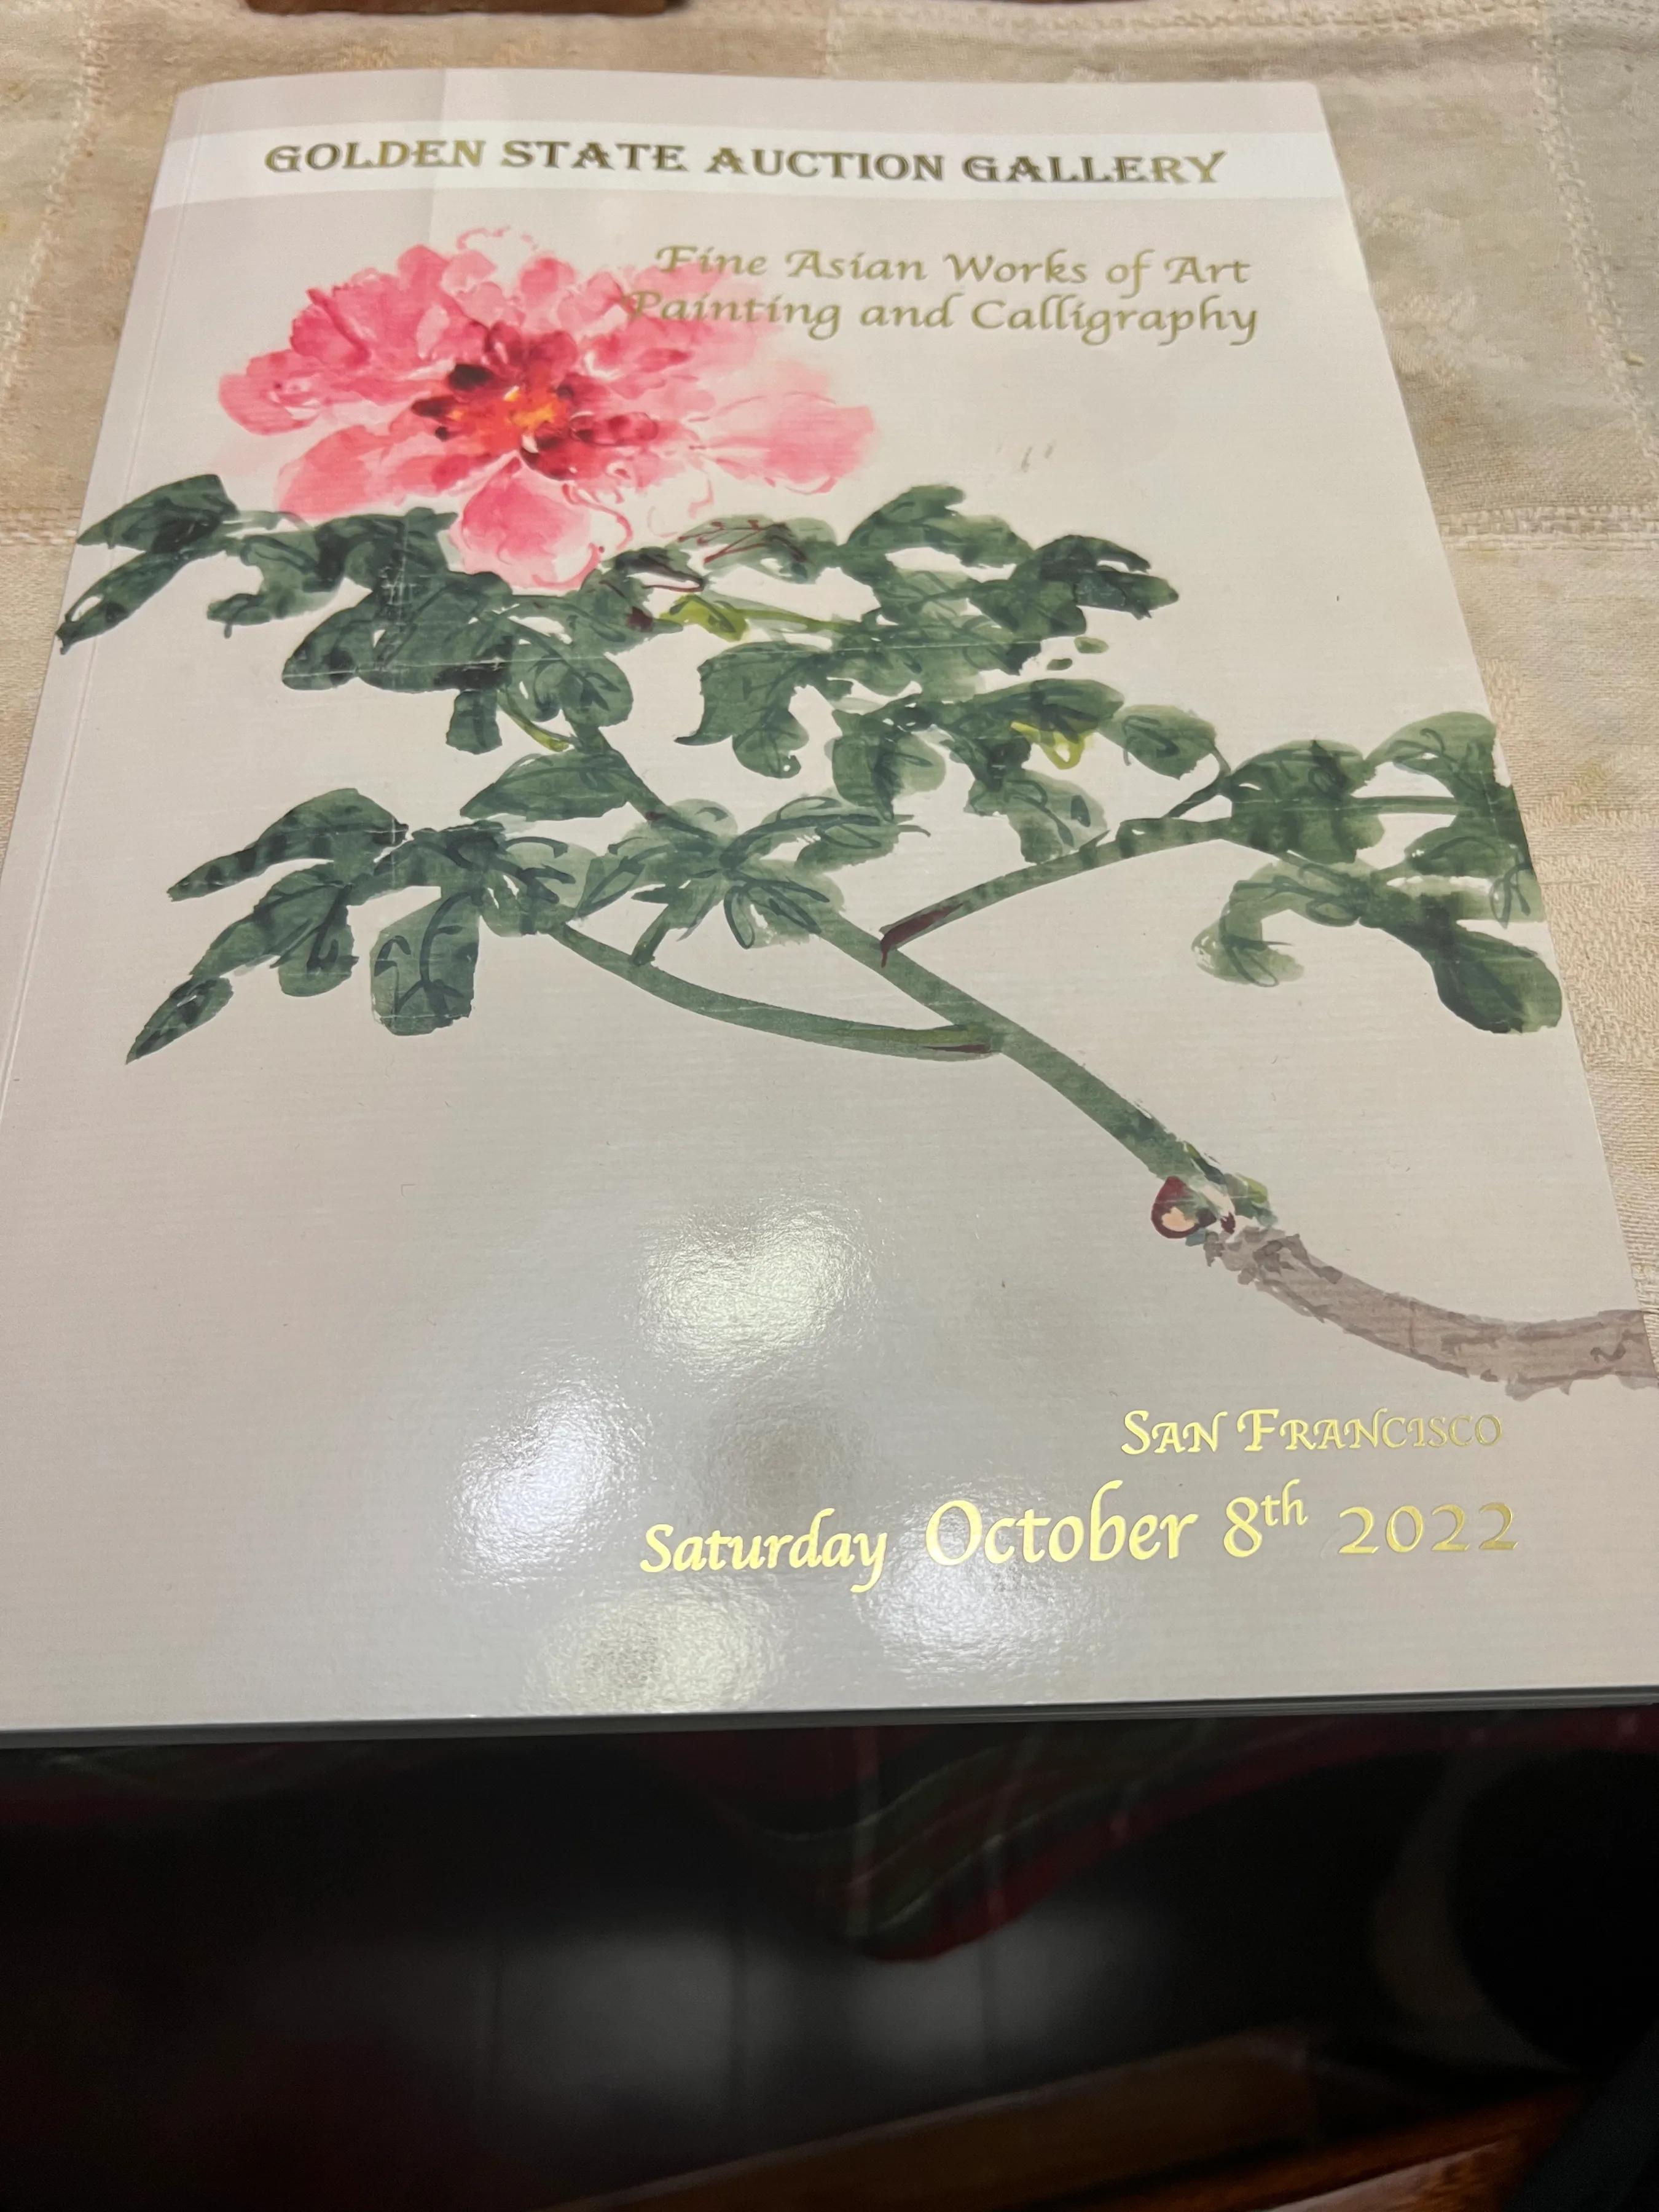 GOLDEN STATE AUCTION GALLERY
Fine Asian Works of Art
Painting and Calligraphy
SAN FRANCISCO
Saturday October 8th 2022